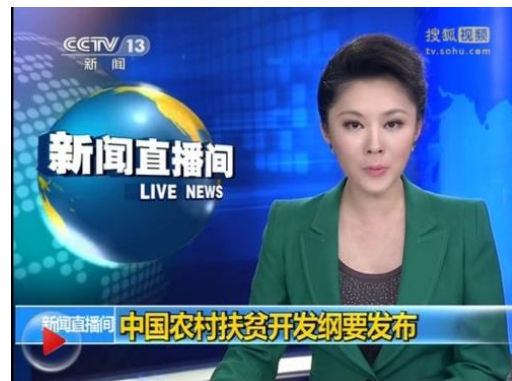 CCTV 13
新闻
搜狐视频
tv.sohu.com
新闻直播间
LIVE NEWS
新闻直播间
中国农村扶贫开发纲要发布